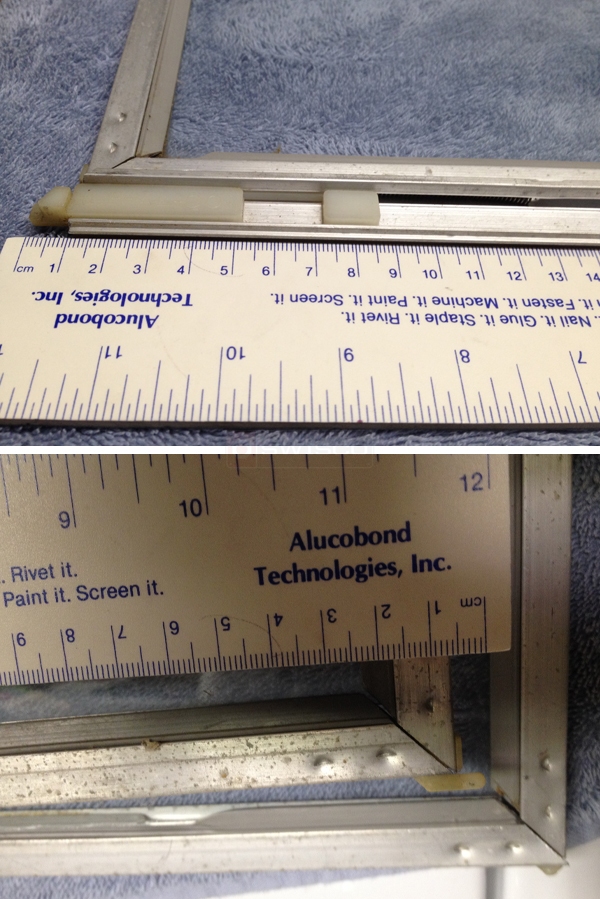 cm 1 2 3 4 5 6 7 8 9 10 11 12 13 14
Alucobond
Technologies, Inc.
Nail it. Glue it. Staple it. Rivet it.
it. Fasten it. Machine it. Paint it. Screen it.
11 10 9 8 7
9 10 11 12
Alucobond
Technologies, Inc.
. Rivet it.
Paint it. Screen it.
9 8 7 6 5 4 3 2 1 cm